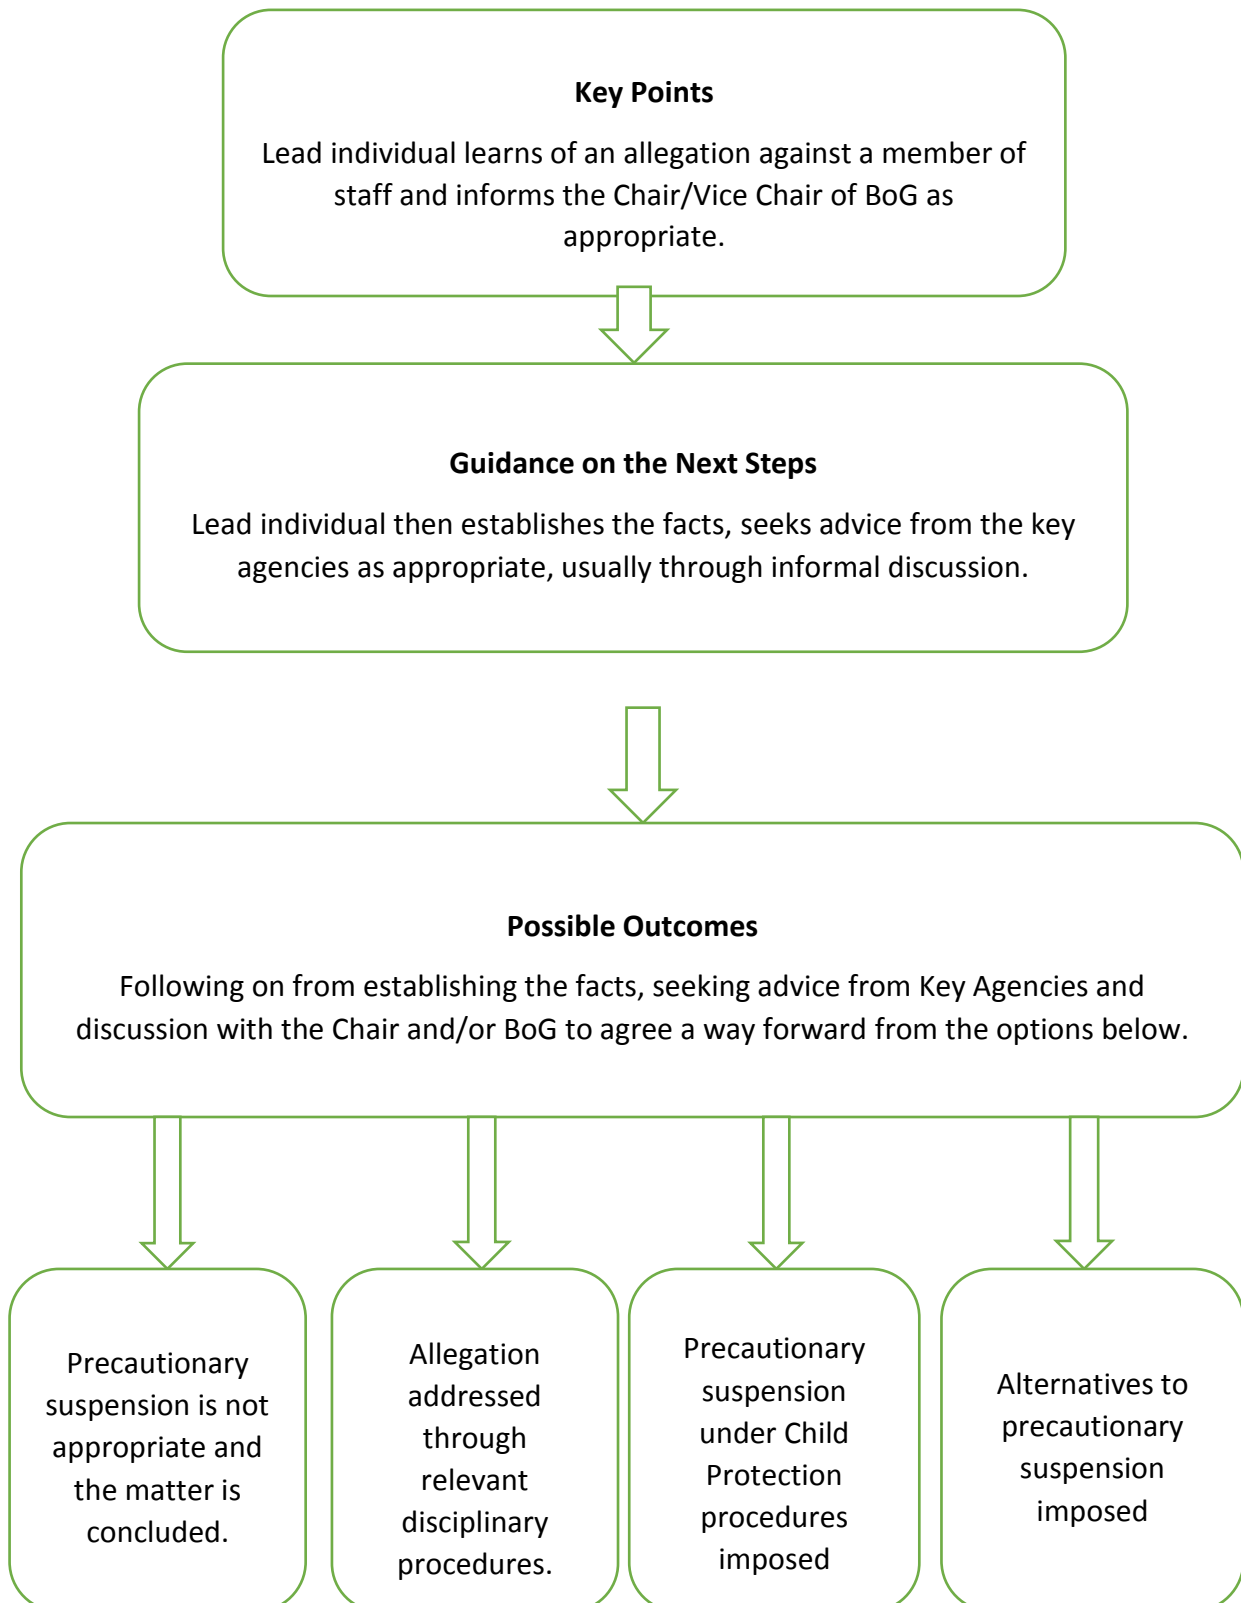 Key Points
Lead individual learns of an allegation against a member of
staff and informs the Chair/Vice Chair of BoG as
appropriate.
Guidance on the Next Steps
Lead individual then establishes the facts, seeks advice from the key
agencies as appropriate, usually through informal discussion.
Possible Outcomes
Following on from establishing the facts, seeking advice from Key Agencies and
discussion with the Chair and/or BoG to agree a way forward from the options below.
Precautionary
suspension is not
appropriate and
the matter is
concluded.
Allegation
addressed
through
relevant
disciplinary
procedures.
Precautionary
suspension
under Child
Protection
procedures
imposed
Alternatives to
precautionary
suspension
imposed